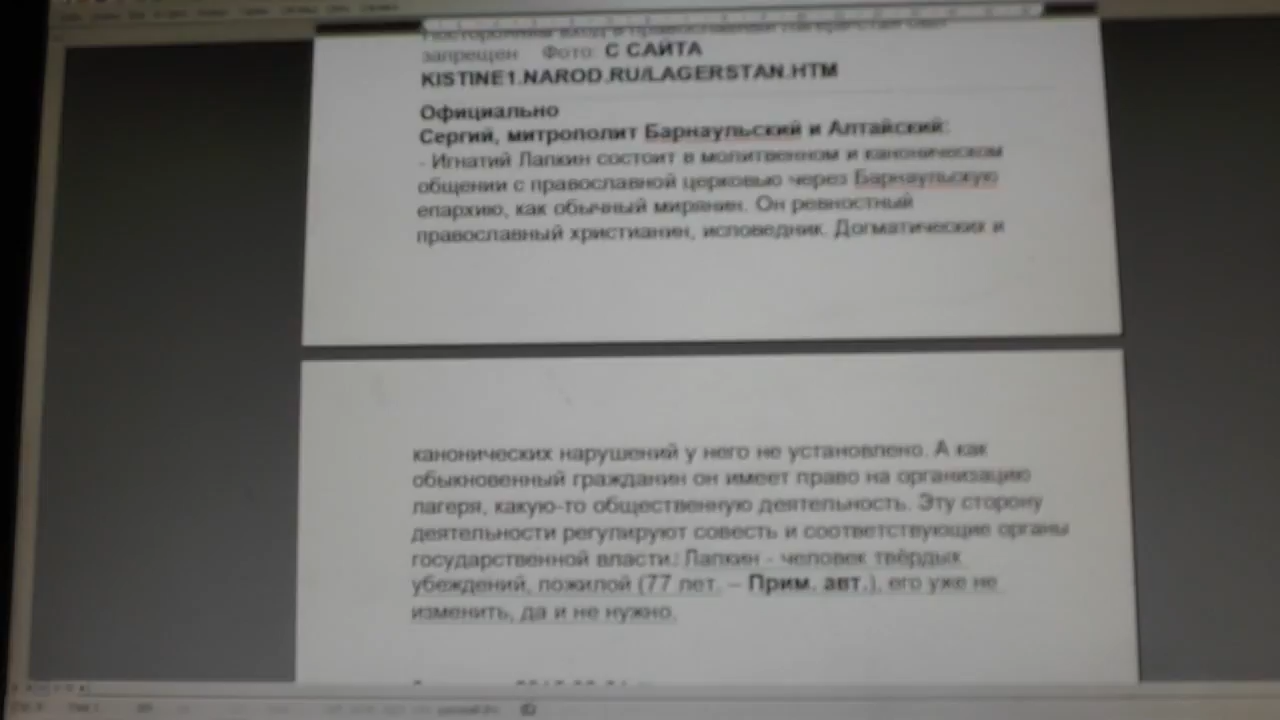 запрещен Фото: С САЙТА
KISTINE1.NAROD.RU/LAGERSTAN.HTM
Официально
Сергий, митрополит Барнаульский и Алтайский:
- Игнатий Лапкин состоит в молитвенном и каноническом
общении с православной церковью через Барнаульскую
епархию, как обычный мирянин. Он ревностный
православный христианин, исповедник. Догматических и
канонических нарушений у него не установлено. А как
обыкновенный гражданин он имеет право на организацию
лагеря, какую-то общественную деятельность. Эту сторону
деятельности регулируют совесть и соответствующие органы
государственной власти.: Лапкин - человек твёрдых
убеждений, пожилой (77 лет. – Прим. авт.), его уже не
изменить, да и не нужно.